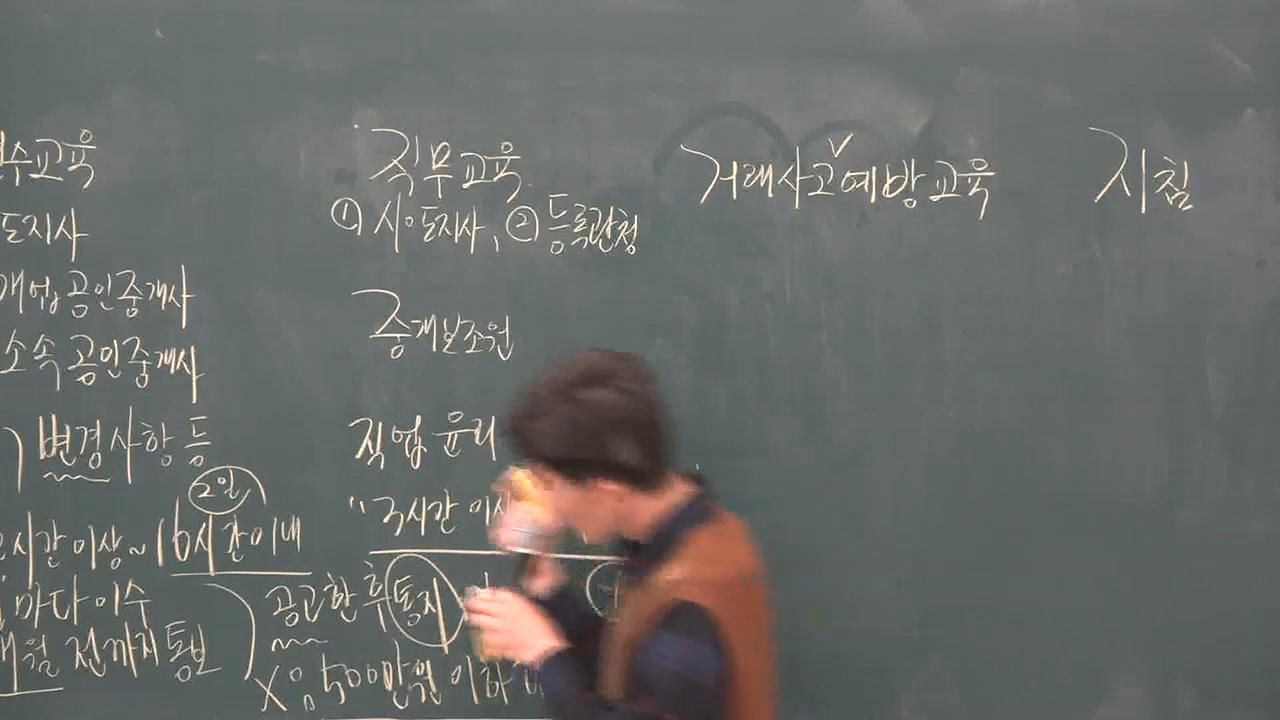 수교육
도지사
개업 공인중개사
소속 공인중개사
변경사항 등
2일
시간 이상~16시간 이내
마다 이수
월 전까지 통보
직무교육
① 시·도지사, ② 등록관청
중개보조원
직업 윤리
3시간 이상
공고한 후 통지
X 500만원 이하
거래사고예방교육
지침